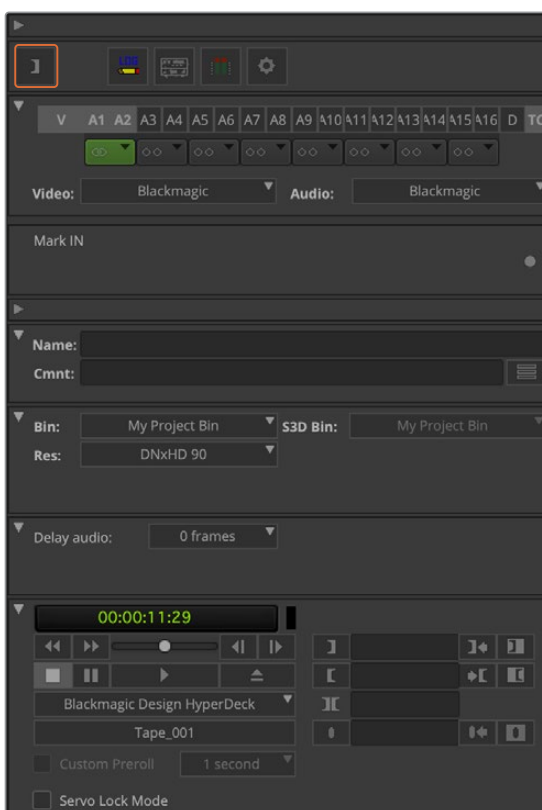 LOG
V A1 A2 A3 A4 A5 A6 A7 A8 A9 A10 A11 A12 A13 A14 A15 A16 D TC
Video: Blackmagic Audio: Blackmagic
Mark IN
Name:
Cmnt:
Bin: My Project Bin S3D Bin: My Project Bin
Res: DNxHD 90
Delay audio: 0 frames
00:00:11:29
Blackmagic Design HyperDeck
Tape_001
Custom Preroll 1 second
Servo Lock Mode